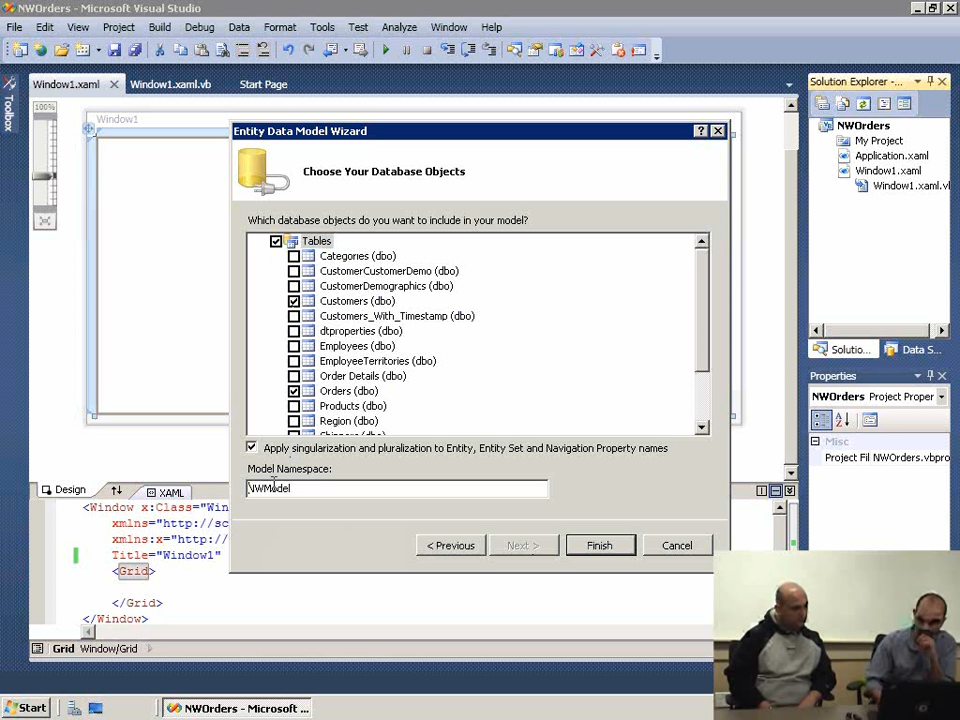 NWOrders - Microsoft Visual Studio
File Edit View Project Build Debug Data Format Tools Test Analyze Window Help
Window1.xaml Window1.xaml.vb Start Page
Toolbox
100%
Window1
Entity Data Model Wizard
Choose Your Database Objects
Which database objects do you want to include in your model?
Tables
Categories (dbo)
CustomerCustomerDemo (dbo)
CustomerDemographics (dbo)
Customers (dbo)
Customers_With_Timestamp (dbo)
dtproperties (dbo)
Employees (dbo)
EmployeeTerritories (dbo)
Order Details (dbo)
Orders (dbo)
Products (dbo)
Region (dbo)
Apply singularization and pluralization to Entity, Entity Set and Navigation Property names
Model Namespace:
NWModel
< Previous Next > Finish Cancel
Solution Explorer -...
NWOrders
My Project
Application.xaml
Window1.xaml
Window1.xaml.vb
Solutio... Data S...
Properties
NWOrders Project Proper
Misc
Project Fil NWOrders.vbpro
Design XAML
<Window x:Class="Win
xmlns="http://sc
xmlns:x="http://
Title="Window1"
<Grid>
</Grid>
</Window>
Grid Window/Grid
Start NWOrders - Microsoft ...